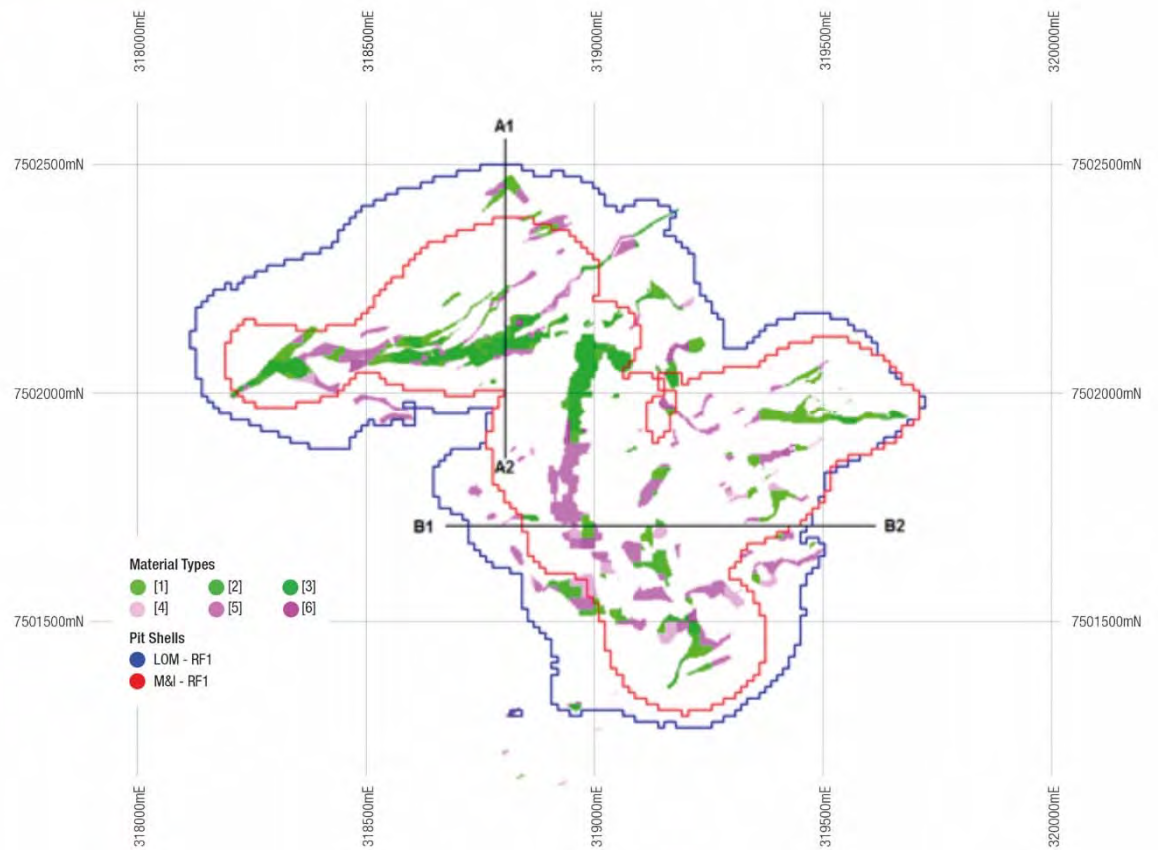 318000mE 318500mE 319000mE 319500mE 320000mE
A1
7502500mN 7502500mN
7502000mN 7502000mN
A2
B1 B2
Material Types
[1] [2] [3]
[4] [5] [6]
7501500mN 7501500mN
Pit Shells
LOM - RF1
M&I - RF1
318000mE 318500mE 319000mE 319500mE 320000mE